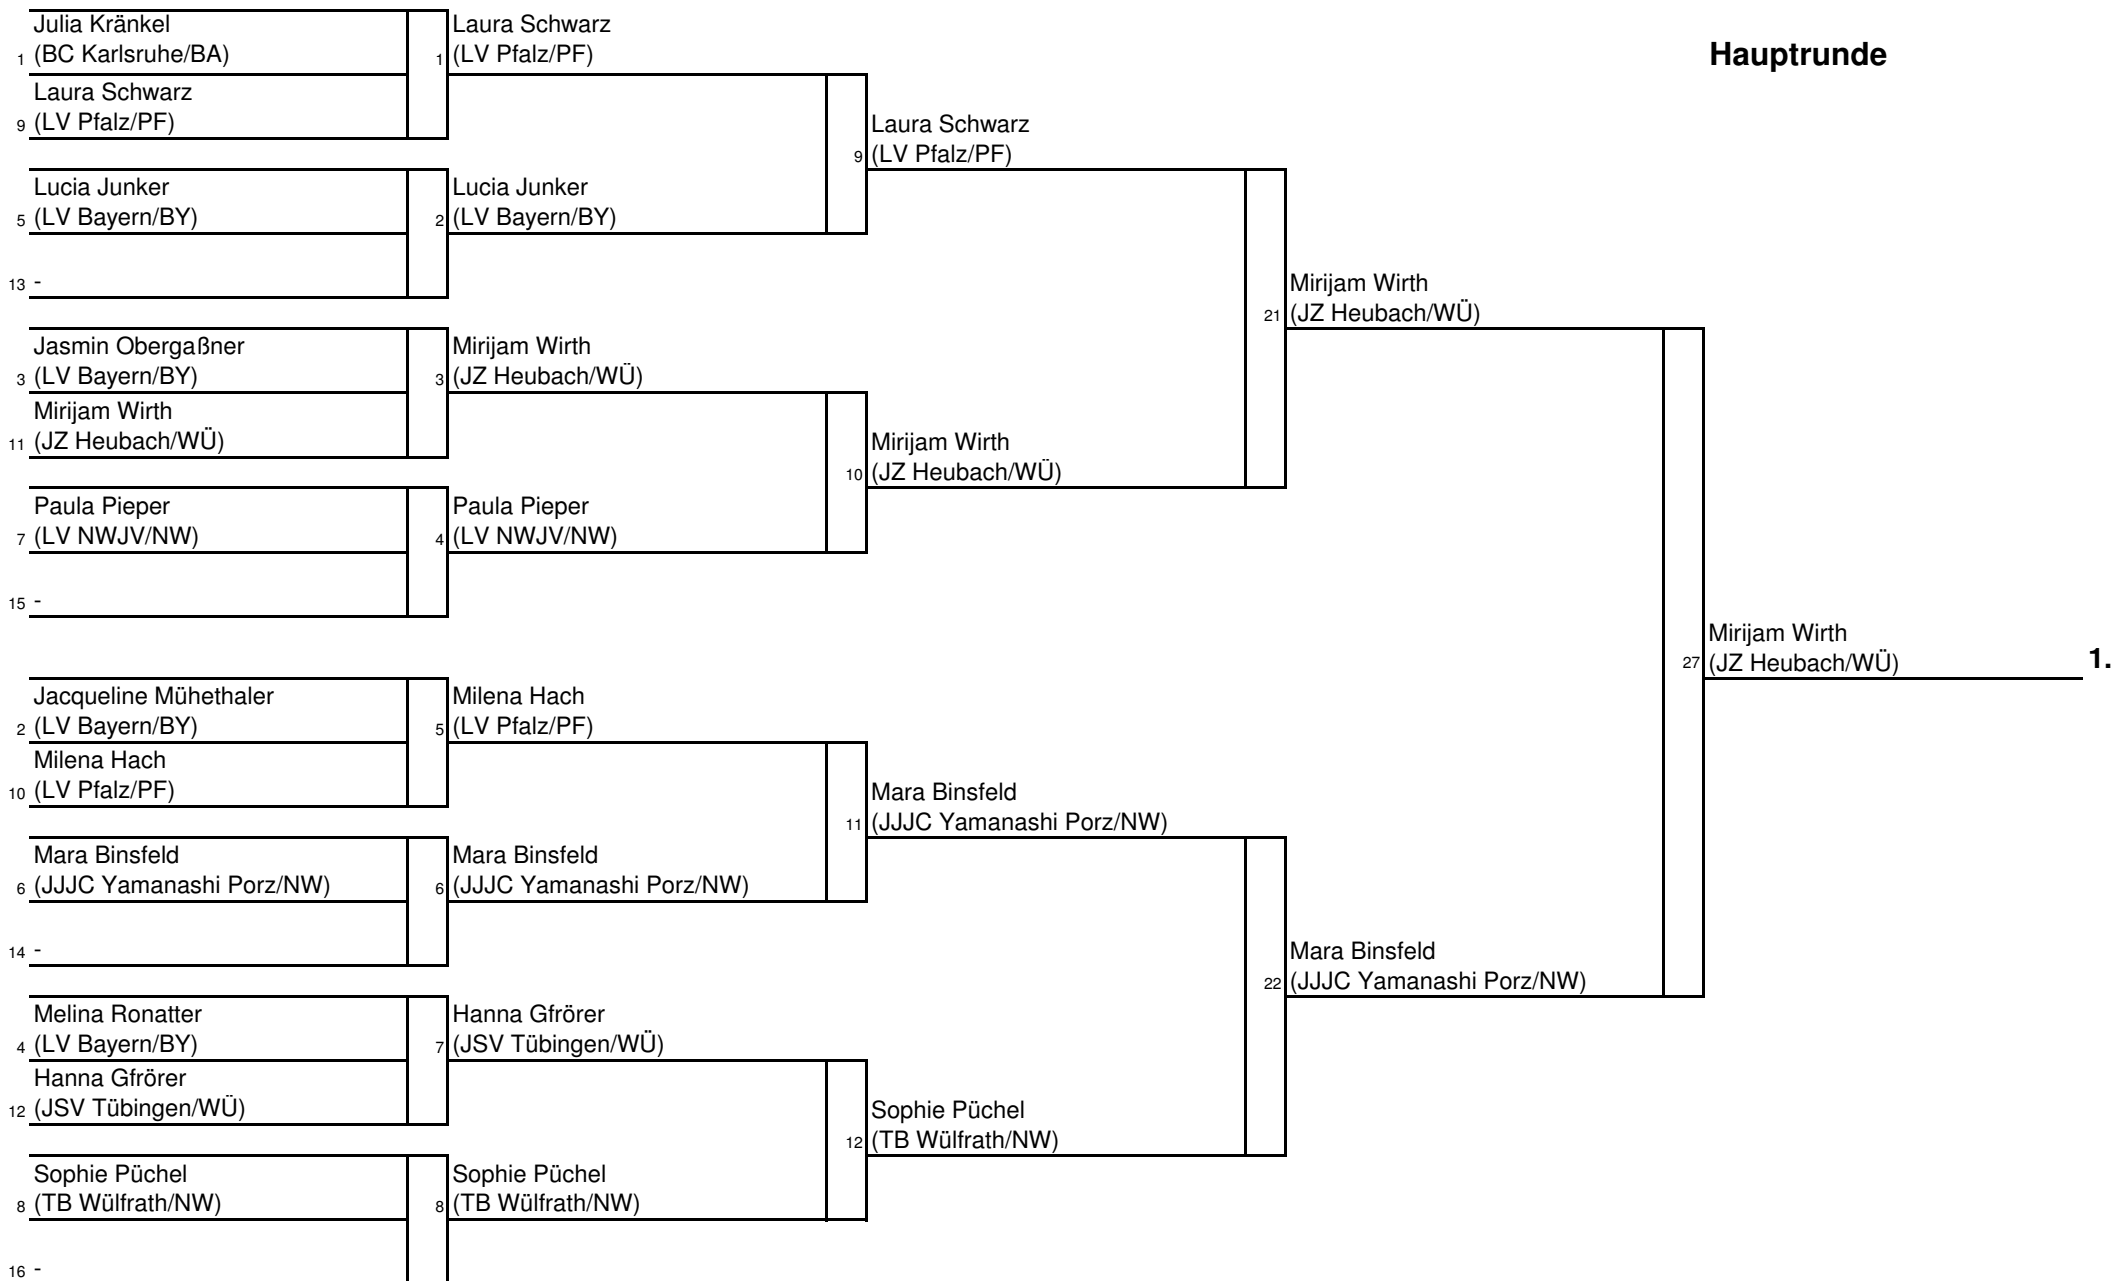 Hauptrunde
Julia Kränkel
1 (BC Karlsruhe/BA)
Laura Schwarz
9 (LV Pfalz/PF)
Lucia Junker
5 (LV Bayern/BY)
13 -
Jasmin Obergaßner
3 (LV Bayern/BY)
Mirijam Wirth
11 (JZ Heubach/WÜ)
Paula Pieper
7 (LV NWJV/NW)
15 -
Jacqueline Mühethaler
2 (LV Bayern/BY)
Milena Hach
10 (LV Pfalz/PF)
Mara Binsfeld
6 (JJJC Yamanashi Porz/NW)
14 -
Melina Ronatter
4 (LV Bayern/BY)
Hanna Gfrörer
12 (JSV Tübingen/WÜ)
Sophie Püchel
8 (TB Wülfrath/NW)
16 -
Laura Schwarz
1 (LV Pfalz/PF)
Lucia Junker
2 (LV Bayern/BY)
Mirijam Wirth
3 (JZ Heubach/WÜ)
Paula Pieper
4 (LV NWJV/NW)
Milena Hach
5 (LV Pfalz/PF)
Mara Binsfeld
6 (JJJC Yamanashi Porz/NW)
Hanna Gfrörer
7 (JSV Tübingen/WÜ)
Sophie Püchel
8 (TB Wülfrath/NW)
Laura Schwarz
9 (LV Pfalz/PF)
Mirijam Wirth
10 (JZ Heubach/WÜ)
Mara Binsfeld
11 (JJJC Yamanashi Porz/NW)
Sophie Püchel
12 (TB Wülfrath/NW)
Mirijam Wirth
21 (JZ Heubach/WÜ)
Mara Binsfeld
22 (JJJC Yamanashi Porz/NW)
Mirijam Wirth
27 (JZ Heubach/WÜ) 1.